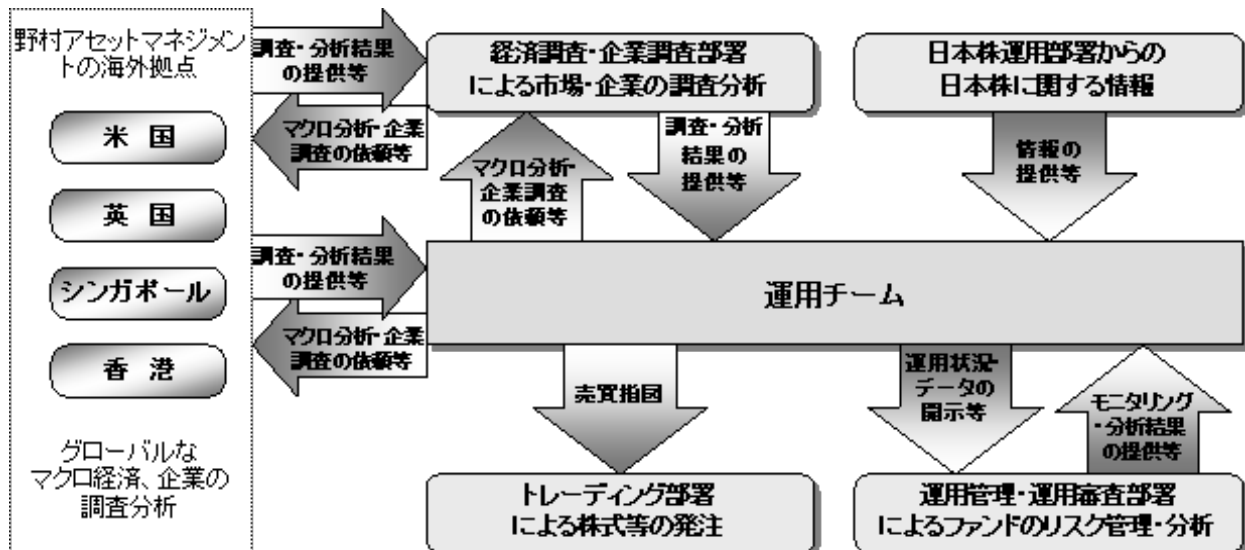 野村アセットマネジメン
トの海外拠点
米 国
英 国
シンガポール
香 港
グローバルな
マクロ経済、企業の
調査分析
調査・分析結果
の提供等
マクロ分析・企業
調査の依頼等
調査・分析結果
の提供等
マクロ分析・企業
調査の依頼等
経済調査・企業調査部署
による市場・企業の調査分析
日本株運用部署からの
日本株に関する情報
マクロ分析・
企業調査
の依頼等
調査・分析
結果の
提供等
情報の
提供等
運用チーム
売買指図
運用状況・
データの
開示等
モニタリング
・分析結果
の提供等
トレーディング部署
による株式等の発注
運用管理・運用審査部署
によるファンドのリスク管理・分析